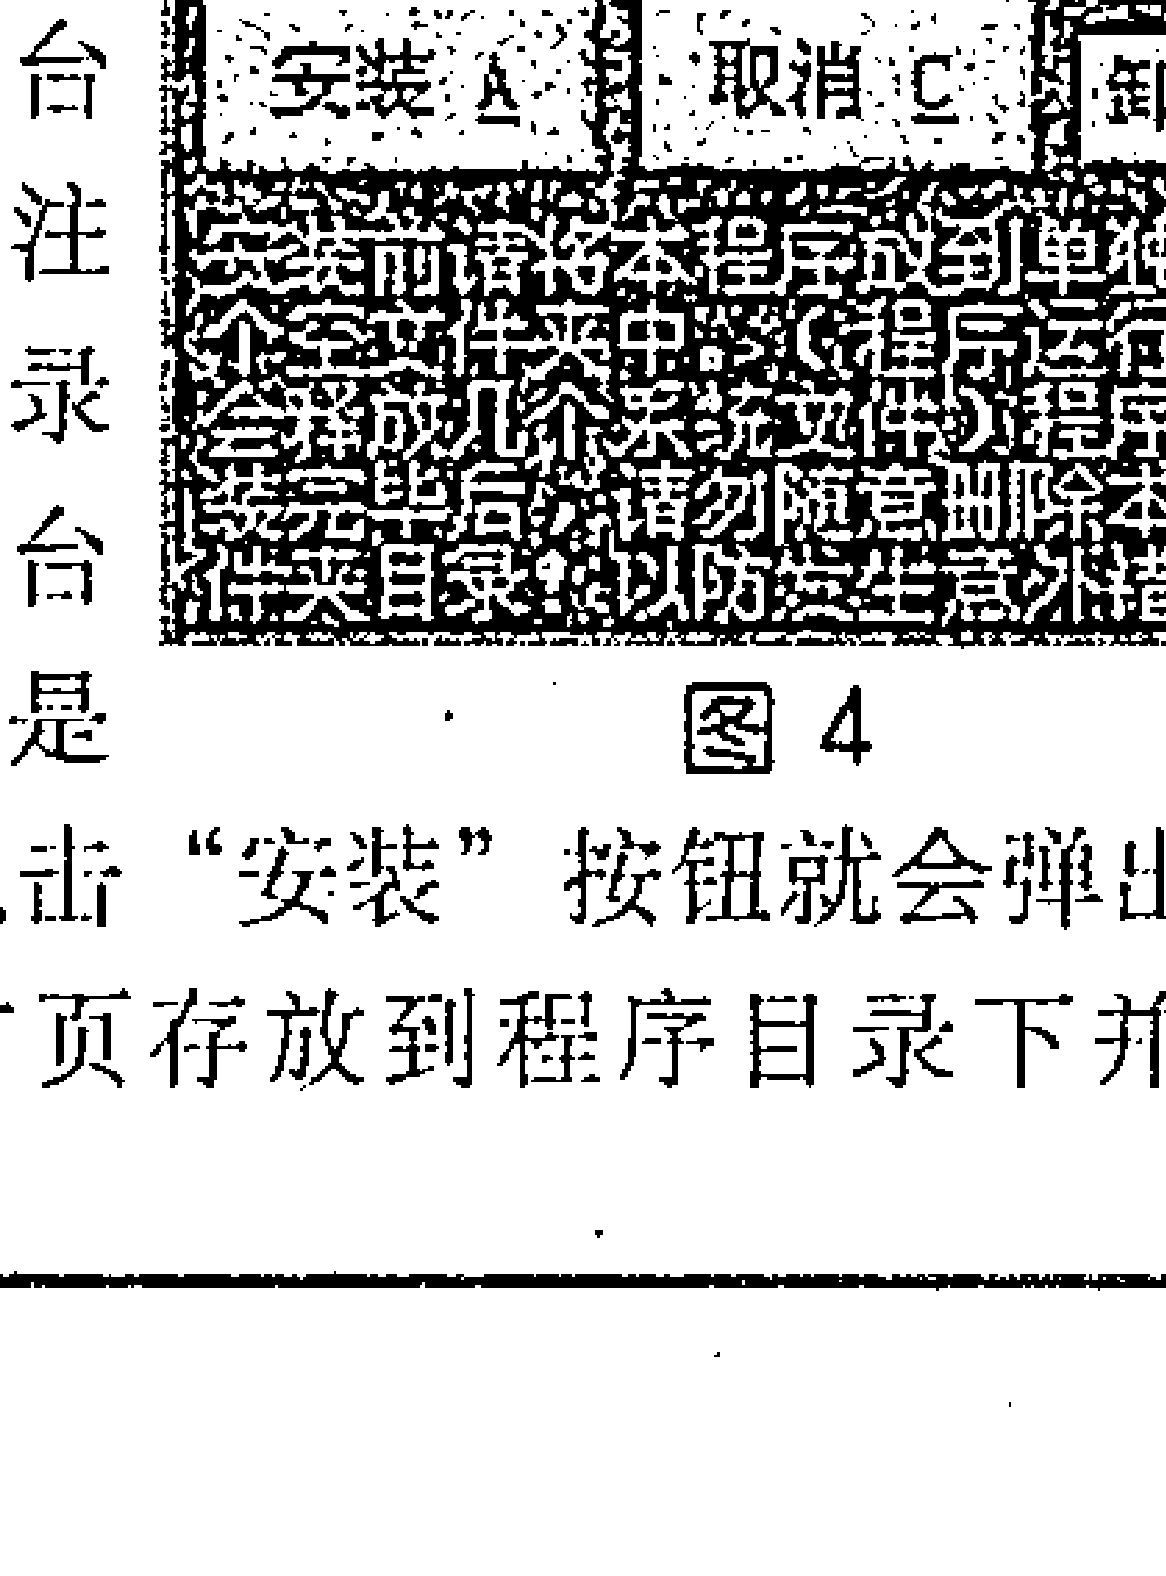 台
注
录
台
是
安装 A 取消 C 卸
安装前请将本程序放到单独
个空文件夹中 程序运行
会释放几个系统文件 程序
装完毕后 请勿随意删除本
件夹目录 以防发生意外错
图 4
击“安装” 按钮就会弹出
页存放到程序目录下并